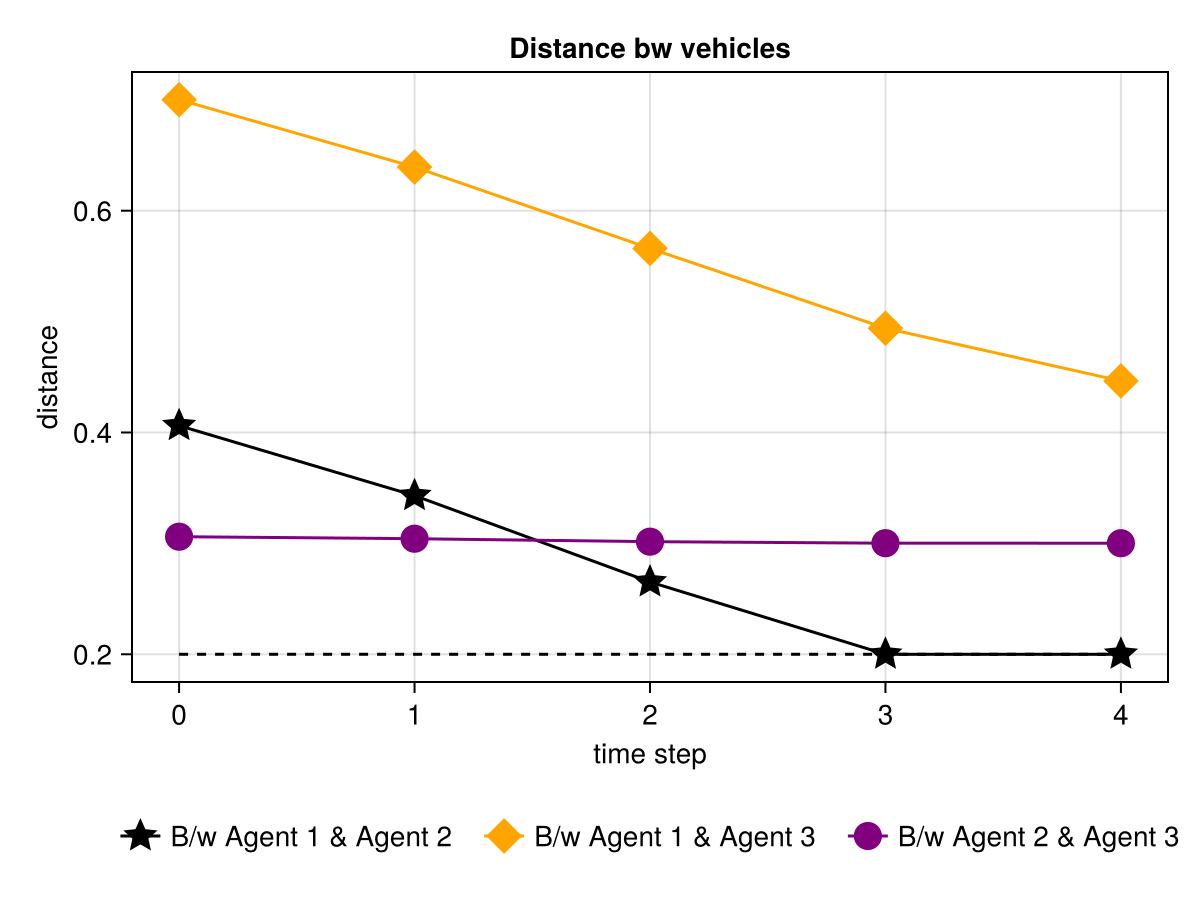 Distance bw vehicles
distance
0.6
0.4
0.2
0 1 2 3 4
time step
B/w Agent 1 & Agent 2 B/w Agent 1 & Agent 3 B/w Agent 2 & Agent 3